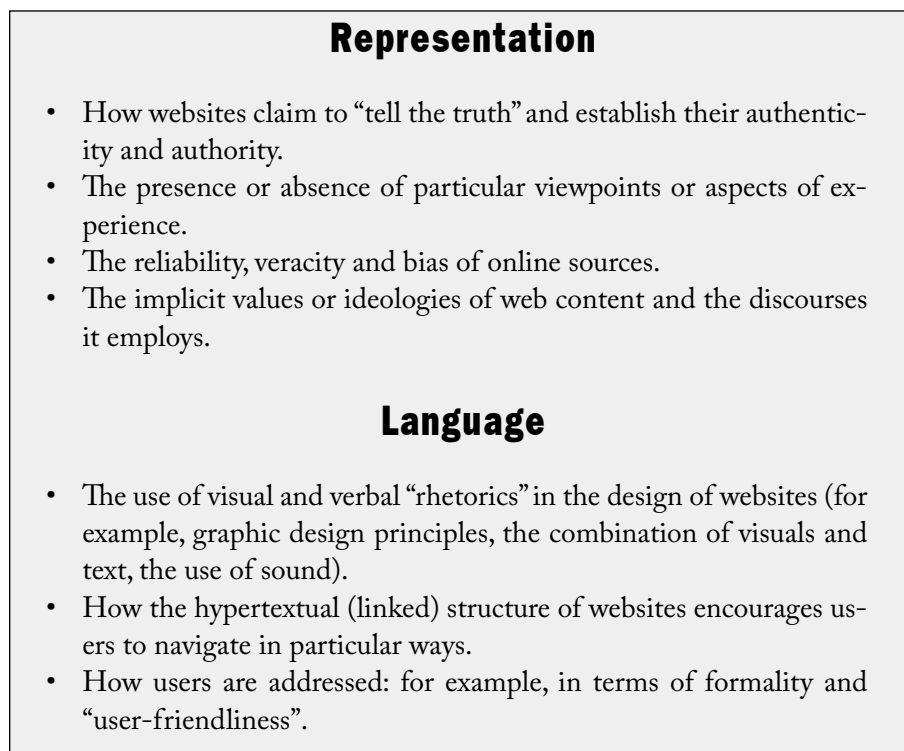 Representation
• How websites claim to “tell the truth” and establish their authentic-
ity and authority.
• The presence or absence of particular viewpoints or aspects of ex-
perience.
• The reliability, veracity and bias of online sources.
• The implicit values or ideologies of web content and the discourses
it employs.
Language
• The use of visual and verbal “rhetorics” in the design of websites (for
example, graphic design principles, the combination of visuals and
text, the use of sound).
• How the hypertextual (linked) structure of websites encourages us-
ers to navigate in particular ways.
• How users are addressed: for example, in terms of formality and
“user-friendliness”.